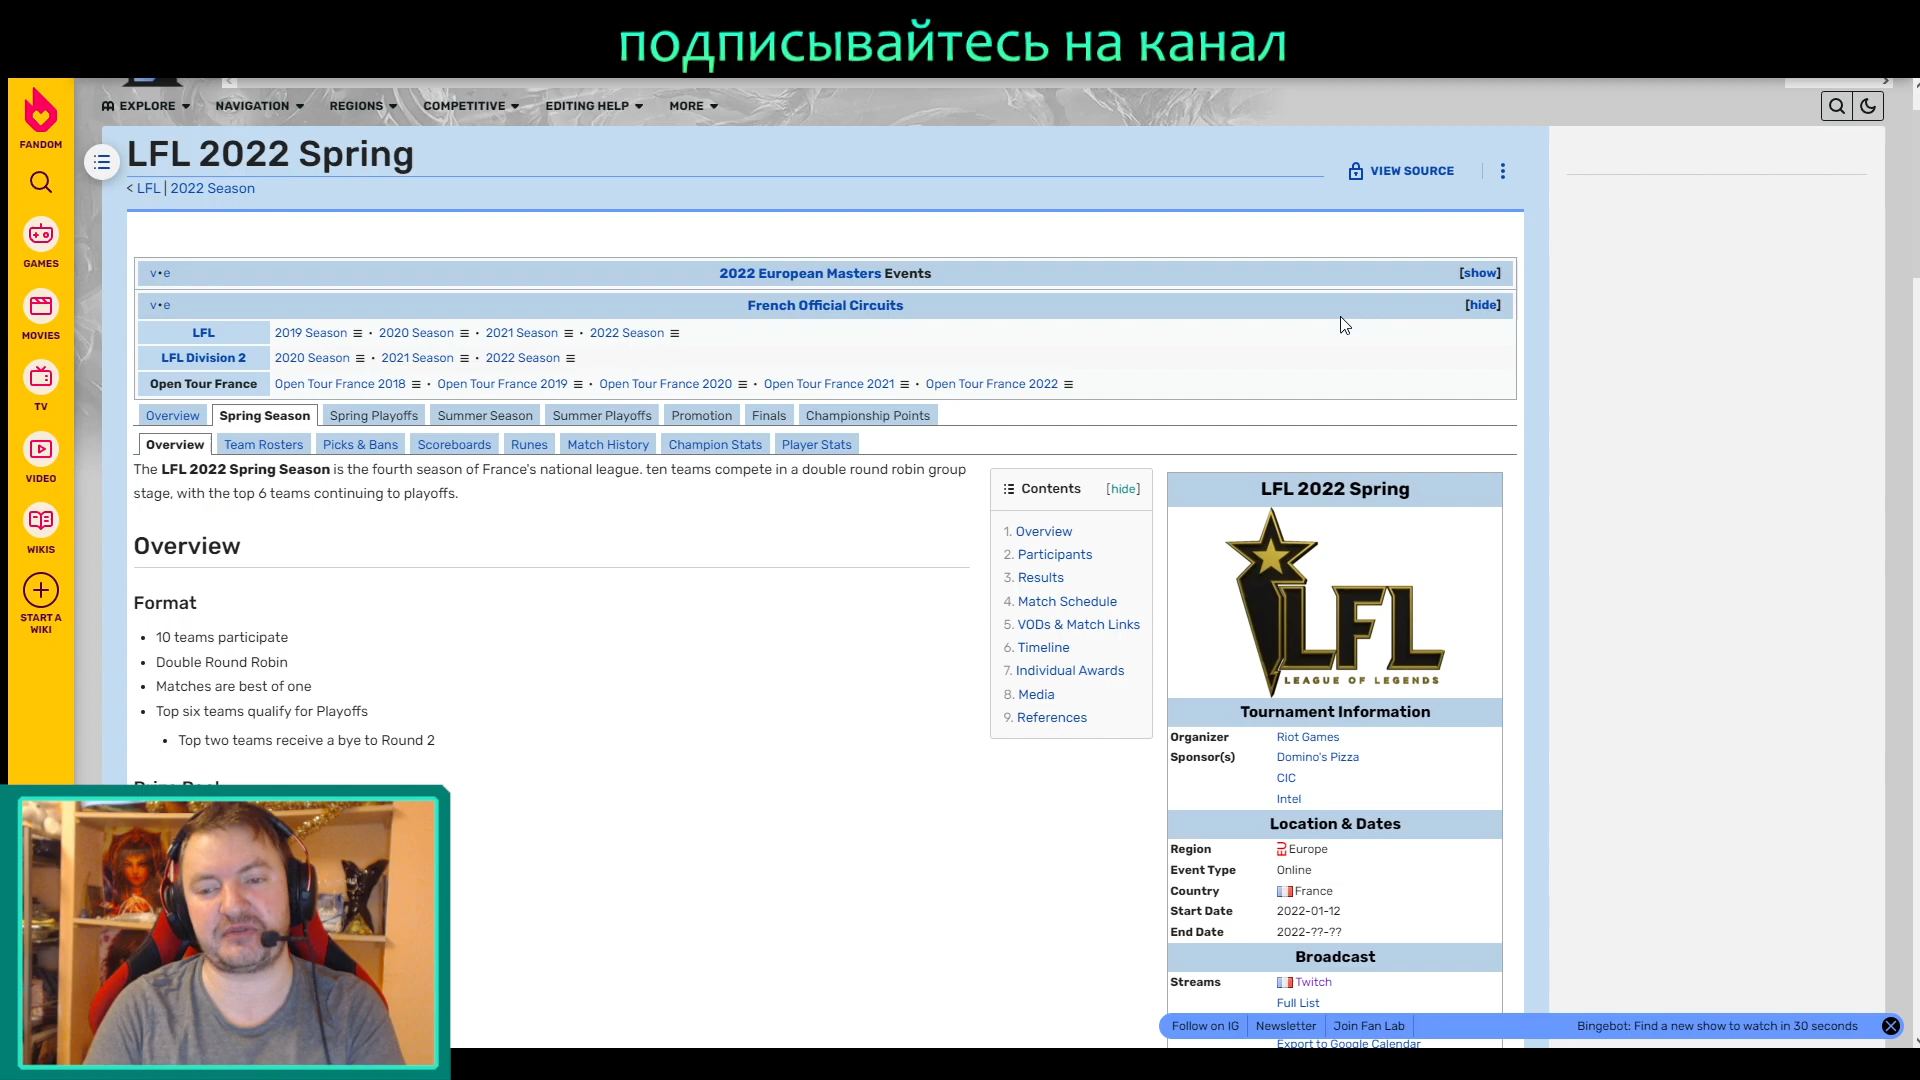 подписывайтесь на канал
EXPLORE NAVIGATION REGIONS COMPETITIVE EDITING HELP MORE
FANDOM
GAMES
MOVIES
TV
VIDEO
WIKIS
START A
WIKI
LFL 2022 Spring
VIEW SOURCE
< LFL | 2022 Season
v•e 2022 European Masters Events [show]
v•e French Official Circuits [hide]
LFL 2019 Season • 2020 Season • 2021 Season • 2022 Season
LFL Division 2 2020 Season • 2021 Season • 2022 Season
Open Tour France Open Tour France 2018 • Open Tour France 2019 • Open Tour France 2020 • Open Tour France 2021 • Open Tour France 2022
Overview Spring Season Spring Playoffs Summer Season Summer Playoffs Promotion Finals Championship Points
Overview Team Rosters Picks & Bans Scoreboards Runes Match History Champion Stats Player Stats
The LFL 2022 Spring Season is the fourth season of France's national league. ten teams compete in a double round robin group
stage, with the top 6 teams continuing to playoffs.
Overview
Format
• 10 teams participate
• Double Round Robin
• Matches are best of one
• Top six teams qualify for Playoffs
• Top two teams receive a bye to Round 2
Contents [hide]
1. Overview
2. Participants
3. Results
4. Match Schedule
5. VODs & Match Links
6. Timeline
7. Individual Awards
8. Media
9. References
LFL 2022 Spring
LFL
LEAGUE OF LEGENDS
Tournament Information
Organizer Riot Games
Sponsor(s) Domino's Pizza
CIC
Intel
Location & Dates
Region EU Europe
Event Type Online
Country France
Start Date 2022-01-12
End Date 2022-??-??
Broadcast
Streams Twitch
Full List
Follow on IG Newsletter Join Fan Lab Bingebot: Find a new show to watch in 30 seconds
Export to Google Calendar